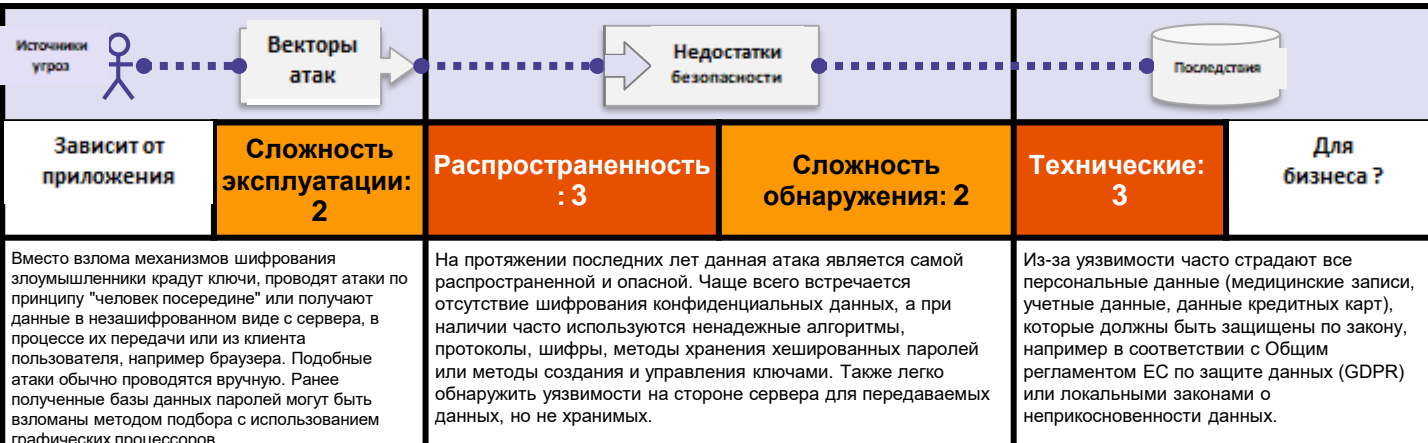 Источники
угроз
Векторы
атак
Недостатки
безопасности
Последствия
Зависит от
приложения
Сложность
эксплуатации:
2
Распространенность
: 3
Сложность
обнаружения: 2
Технические:
3
Для
бизнеса ?
Вместо взлома механизмов шифрования
злоумышленники крадут ключи, проводят атаки по
принципу "человек посередине" или получают
данные в незашифрованном виде с сервера, в
процессе их передачи или из клиента
пользователя, например браузера. Подобные
атаки обычно проводятся вручную. Ранее
полученные базы данных паролей могут быть
взломаны методом подбора с использованием
графических процессоров
На протяжении последних лет данная атака является самой
распространенной и опасной. Чаще всего встречается
отсутствие шифрования конфиденциальных данных, а при
наличии часто используются ненадежные алгоритмы,
протоколы, шифры, методы хранения хешированных паролей
или методы создания и управления ключами. Также легко
обнаружить уязвимости на стороне сервера для передаваемых
данных, но не хранимых.
Из-за уязвимости часто страдают все
персональные данные (медицинские записи,
учетные данные, данные кредитных карт),
которые должны быть защищены по закону,
например в соответствии с Общим
регламентом ЕС по защите данных (GDPR)
или локальными законами о
неприкосновенности данных.